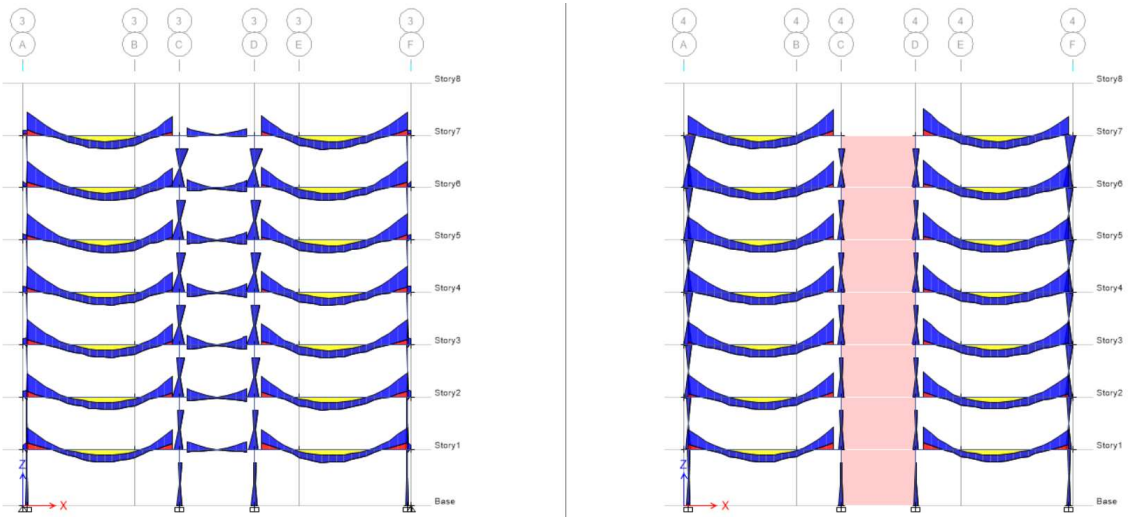 3 3 3 3 3 3
A B C D E F
Story8
Story7
Story6
Story5
Story4
Story3
Story2
Story1
Z
Base
X
4 4 4 4 4 4
A B C D E F
Story8
Story7
Story6
Story5
Story4
Story3
Story2
Story1
Z
Base
X